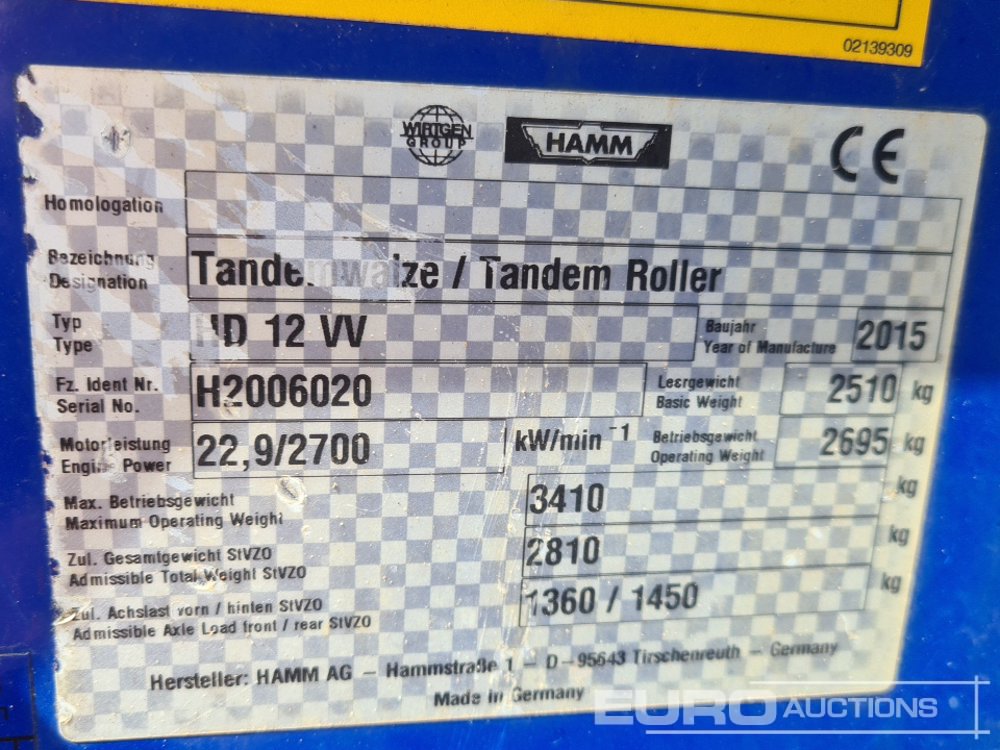 02139309
WIRTGEN
GROUP
HAMM
CE
Homologation
Bezeichnung
Designation
Tandemwalze / Tandem Roller
Typ
Type
HD 12 VV
Baujahr
Year of Manufacture
2015
Fz. Ident Nr.
Serial No.
H2006020
Leergewicht
Basic Weight
2510 kg
Motorleistung
Engine Power
22,9/2700
kW/min -1
Betriebsgewicht
Operating Weight
2695 kg
Max. Betriebsgewicht
Maximum Operating Weight
3410 kg
Zul. Gesamtgewicht StVZO
Admissible Total Weight StVZO
2810 kg
Zul. Achslast vorn / hinten StVZO
Admissible Axle Load front / rear StVZO
1360 / 1450 kg
Hersteller: HAMM AG – Hammstraße 1 – D-95643 Tirschenreuth – Germany
Made in Germany
EURO AUCTIONS